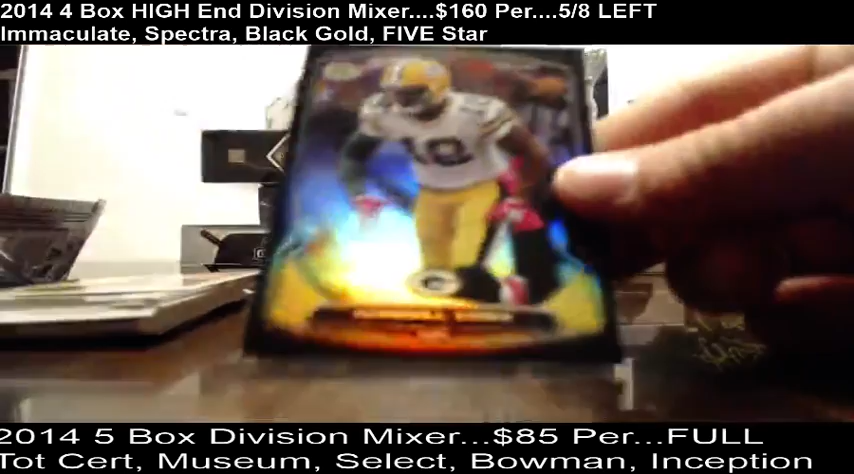 2014 4 Box HIGH End Division Mixer....$160 Per....5/8 LEFT
Immaculate, Spectra, Black Gold, FIVE Star
18
2014 5 Box Division Mixer...$85 Per...FULL
Tot Cert, Museum, Select, Bowman, Inception